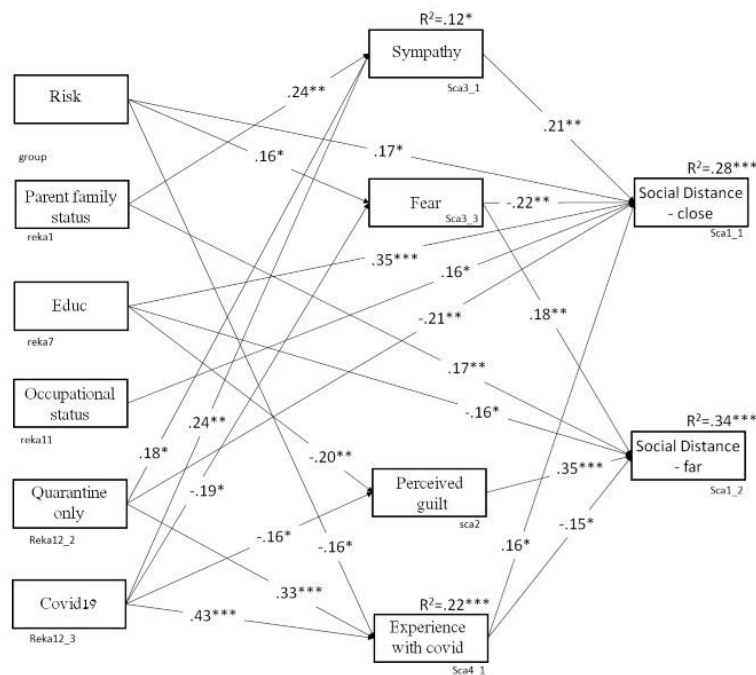 R²=.12*
Sympathy
Sca3_1
Risk
group
.24**
.21**
.16*
.17*
R²=.28***
Parent family
status
reka1
Fear
Sca3_3
-.22**
Social Distance
- close
Sca1_1
.35***
Educ
reka7
.16*
-.21**
.18**
Occupational
status
reka11
.24**
.17**
-.16*
R²=.34***
Social Distance
- far
Sca1_2
.18*
-.20**
-.19*
Perceived
guilt
sca2
.35***
Quarantine
only
Reka12_2
-.16*
-.16*
.16*
-.15*
.33***
Covid19
Reka12_3
.43***
R²=.22***
Experience
with covid
Sca4_1